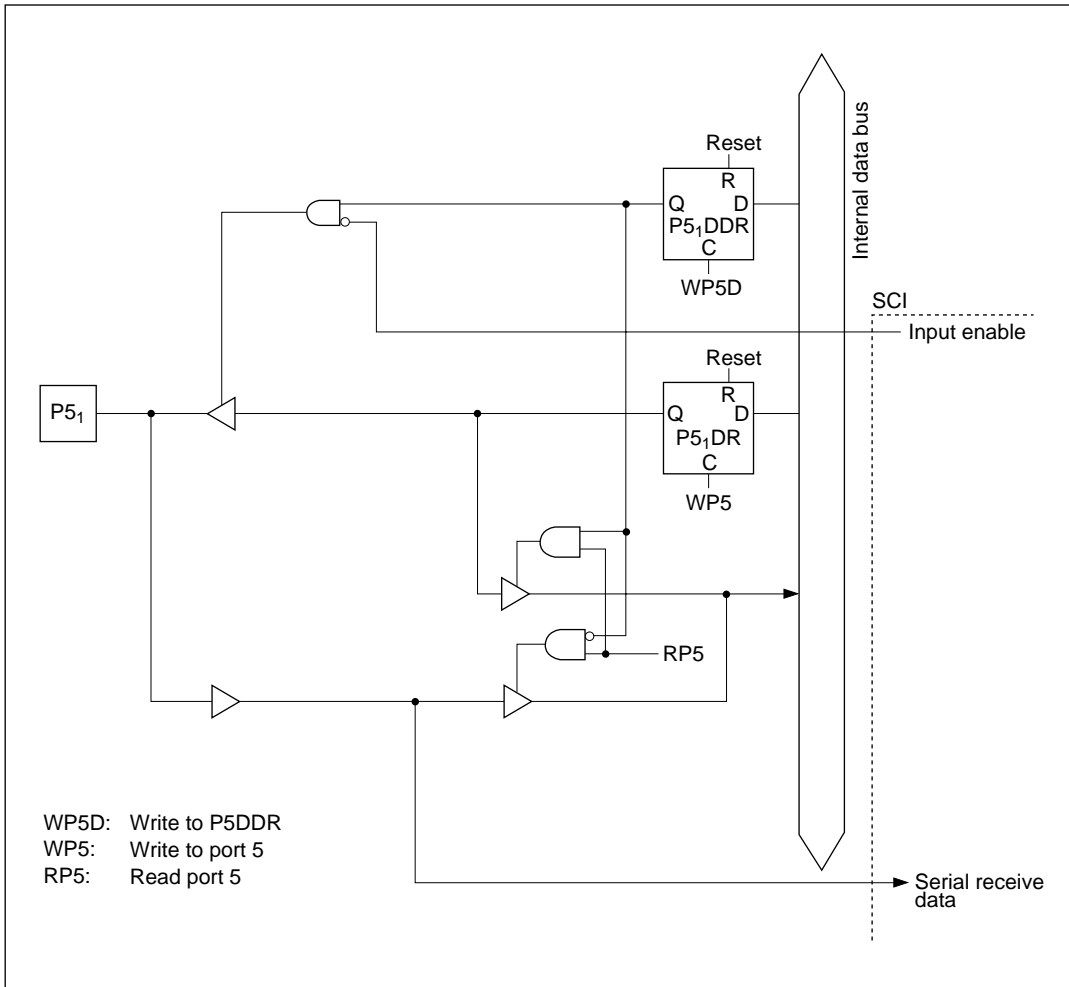 Reset
R
Q D
P5₁DDR
C
WP5D
Internal data bus
SCI
Input enable
Reset
R
Q D
P5₁DR
C
WP5
P5₁
RP5
WP5D: Write to P5DDR
WP5: Write to port 5
RP5: Read port 5
Serial receive
data